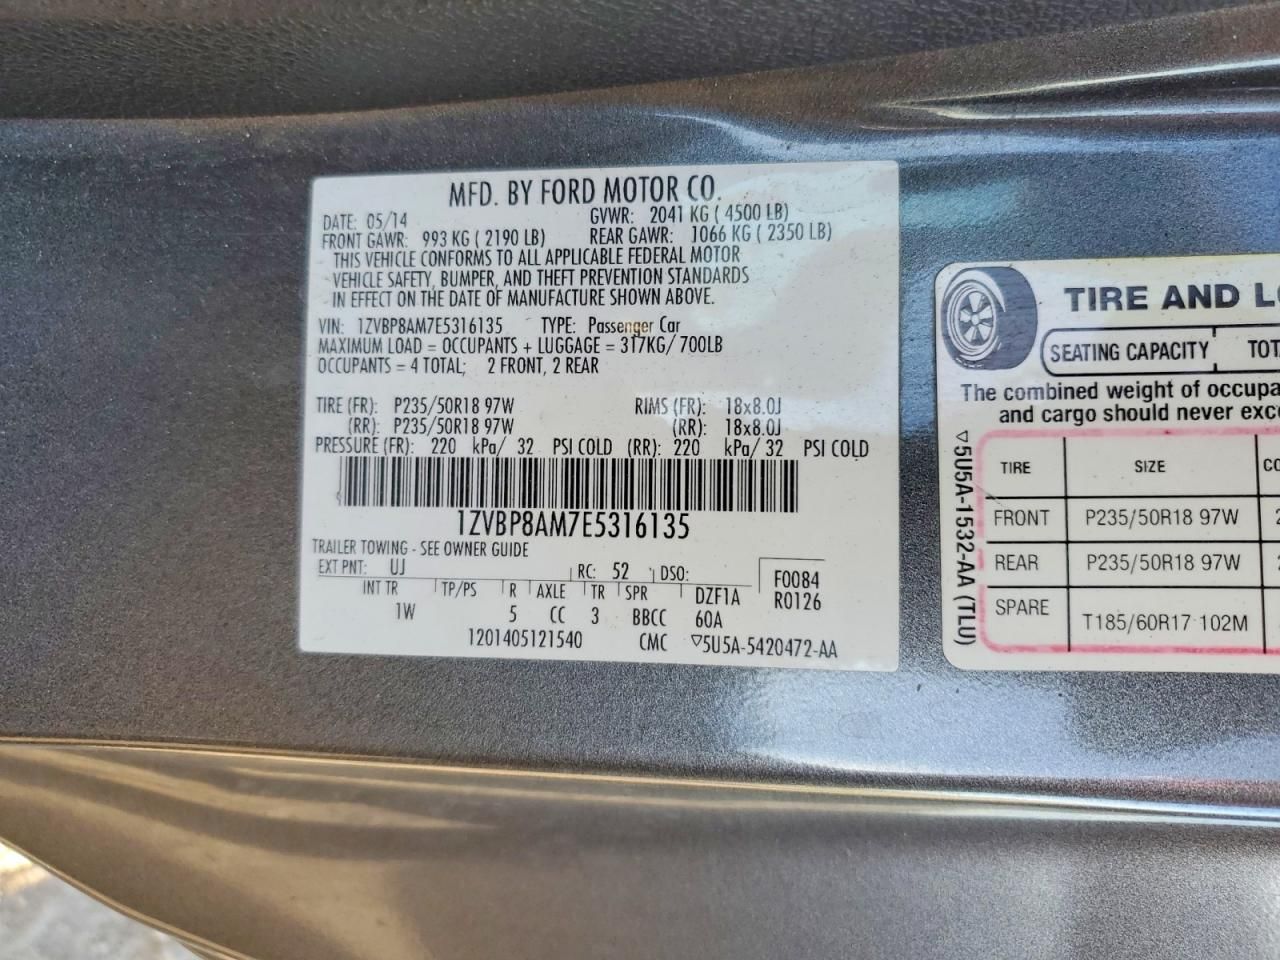 MFD. BY FORD MOTOR CO.
DATE: 05/14 GVWR: 2041 KG ( 4500 LB)
FRONT GAWR: 993 KG ( 2190 LB) REAR GAWR: 1066 KG ( 2350 LB)
THIS VEHICLE CONFORMS TO ALL APPLICABLE FEDERAL MOTOR
VEHICLE SAFETY, BUMPER, AND THEFT PREVENTION STANDARDS
IN EFFECT ON THE DATE OF MANUFACTURE SHOWN ABOVE.
VIN: 1ZVBP8AM7E5316135 TYPE: Passenger Car
MAXIMUM LOAD = OCCUPANTS + LUGGAGE = 317KG/ 700LB
OCCUPANTS = 4 TOTAL; 2 FRONT, 2 REAR
TIRE (FR): P235/50R18 97W RIMS (FR): 18x8.0J
(RR): P235/50R18 97W (RR): 18x8.0J
PRESSURE (FR): 220 kPa/ 32 PSI COLD (RR): 220 kPa/ 32 PSI COLD
1ZVBP8AM7E5316135
TRAILER TOWING - SEE OWNER GUIDE
EXT PNT: UJ RC: 52 DSO: F0084
INT TR TP/PS R AXLE TR SPR DZF1A R0126
1W 5 CC 3 BBCC 60A
1201405121540 CMC ▽5U5A-5420472-AA
TIRE AND LO
SEATING CAPACITY TOT
The combined weight of occupa
and cargo should never exce
TIRE SIZE CO
FRONT P235/50R18 97W 2
REAR P235/50R18 97W 2
SPARE T185/60R17 102M
▽5U5A-1532-AA (TLU)